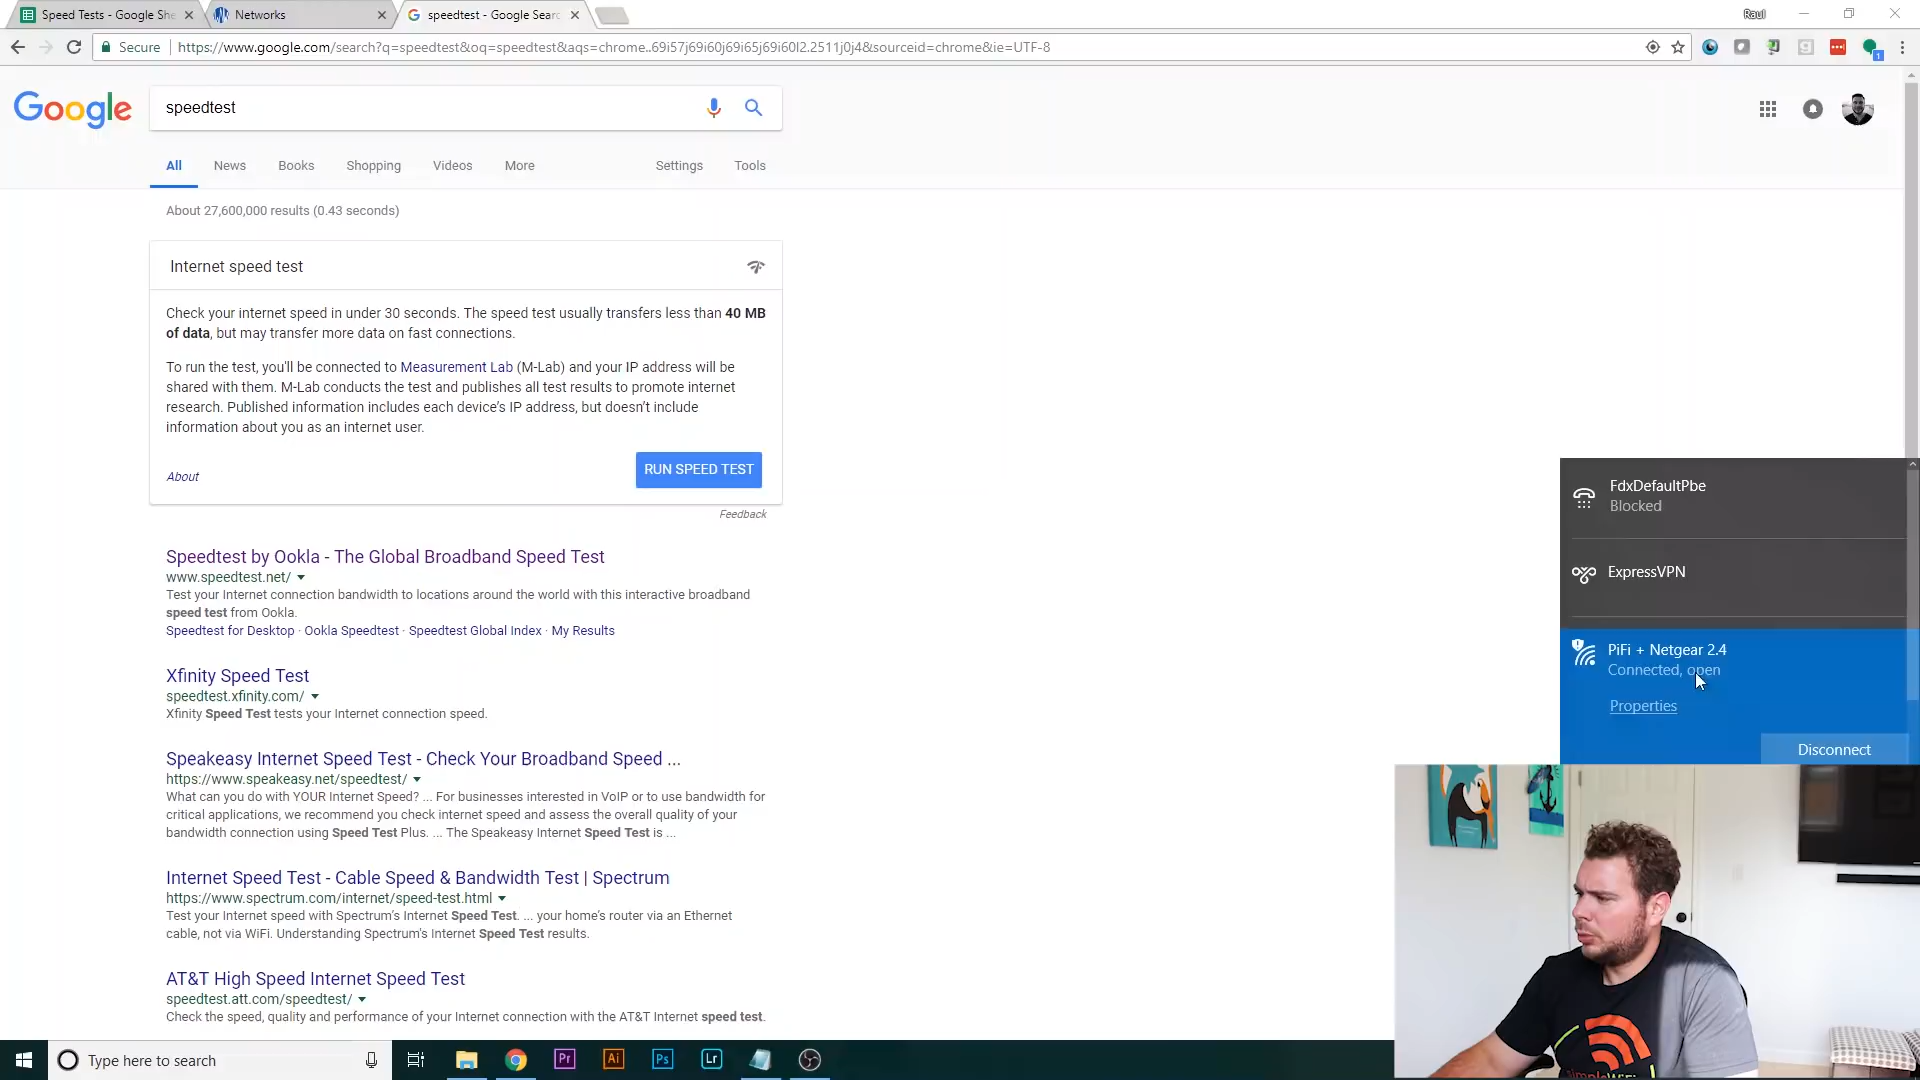 Speed Tests - Google She
Networks
speedtest - Google Searc
Raul
Secure
https://www.google.com/search?q=speedtest&oq=speedtest&aqs=chrome..69i57j69i60j69i65j69i60l2.2511j0j4&sourceid=chrome&ie=UTF-8
1
Google
speedtest
All
News
Books
Shopping
Videos
More
Settings
Tools
About 27,600,000 results (0.43 seconds)
Internet speed test
Check your internet speed in under 30 seconds. The speed test usually transfers less than 40 MB
of data, but may transfer more data on fast connections.
To run the test, you'll be connected to Measurement Lab (M-Lab) and your IP address will be
shared with them. M-Lab conducts the test and publishes all test results to promote internet
research. Published information includes each device's IP address, but doesn't include
information about you as an internet user.
About
RUN SPEED TEST
Feedback
Speedtest by Ookla - The Global Broadband Speed Test
www.speedtest.net/
Test your Internet connection bandwidth to locations around the world with this interactive broadband
speed test from Ookla.
Speedtest for Desktop · Ookla Speedtest · Speedtest Global Index · My Results
Xfinity Speed Test
speedtest.xfinity.com/
Xfinity Speed Test tests your Internet connection speed.
Speakeasy Internet Speed Test - Check Your Broadband Speed ...
https://www.speakeasy.net/speedtest/
What can you do with YOUR Internet Speed? ... For businesses interested in VoIP or to use bandwidth for
critical applications, we recommend you check internet speed and assess the overall quality of your
bandwidth connection using Speed Test Plus. ... The Speakeasy Internet Speed Test is ...
Internet Speed Test - Cable Speed & Bandwidth Test | Spectrum
https://www.spectrum.com/internet/speed-test.html
Test your Internet speed with Spectrum's Internet Speed Test. ... your home's router via an Ethernet
cable, not via WiFi. Understanding Spectrum's Internet Speed Test results.
AT&T High Speed Internet Speed Test
speedtest.att.com/speedtest/
Check the speed, quality and performance of your Internet connection with the AT&T Internet speed test.
FdxDefaultPbe
Blocked
ExpressVPN
PiFi + Netgear 2.4
Connected, open
Properties
Disconnect
Type here to search
Pr
Ai
Ps
Lr